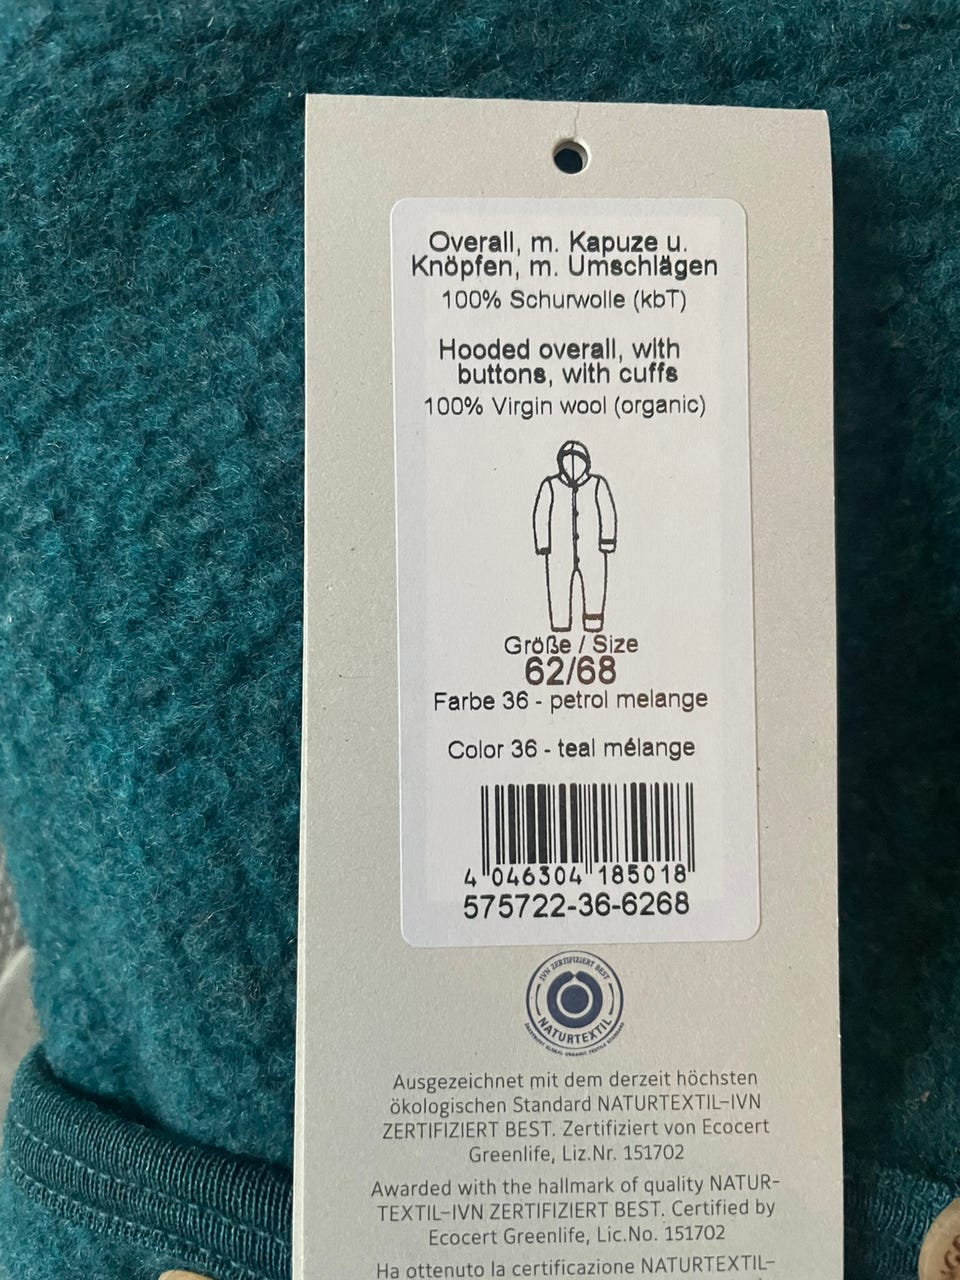 Overall, m. Kapuze u.
Knöpfen, m. Umschlägen
100% Schurwolle (kbT)
Hooded overall, with
buttons, with cuffs
100% Virgin wool (organic)
Größe / Size
62/68
Farbe 36 - petrol melange
Color 36 - teal mélange
4 046304 185018
575722-36-6268
IVN ZERTIFIZIERT BEST
NATURTEXTIL
Ausgezeichnet mit dem derzeit höchsten
ökologischen Standard NATURTEXTIL–IVN
ZERTIFIZIERT BEST. Zertifiziert von Ecocert
Greenlife, Liz.Nr. 151702
Awarded with the hallmark of quality NATUR-
TEXTIL–IVN ZERTIFIZIERT BEST. Certified by
Ecocert Greenlife, Lic.No. 151702
Ha ottenuto la certificazione NATURTEXTIL–